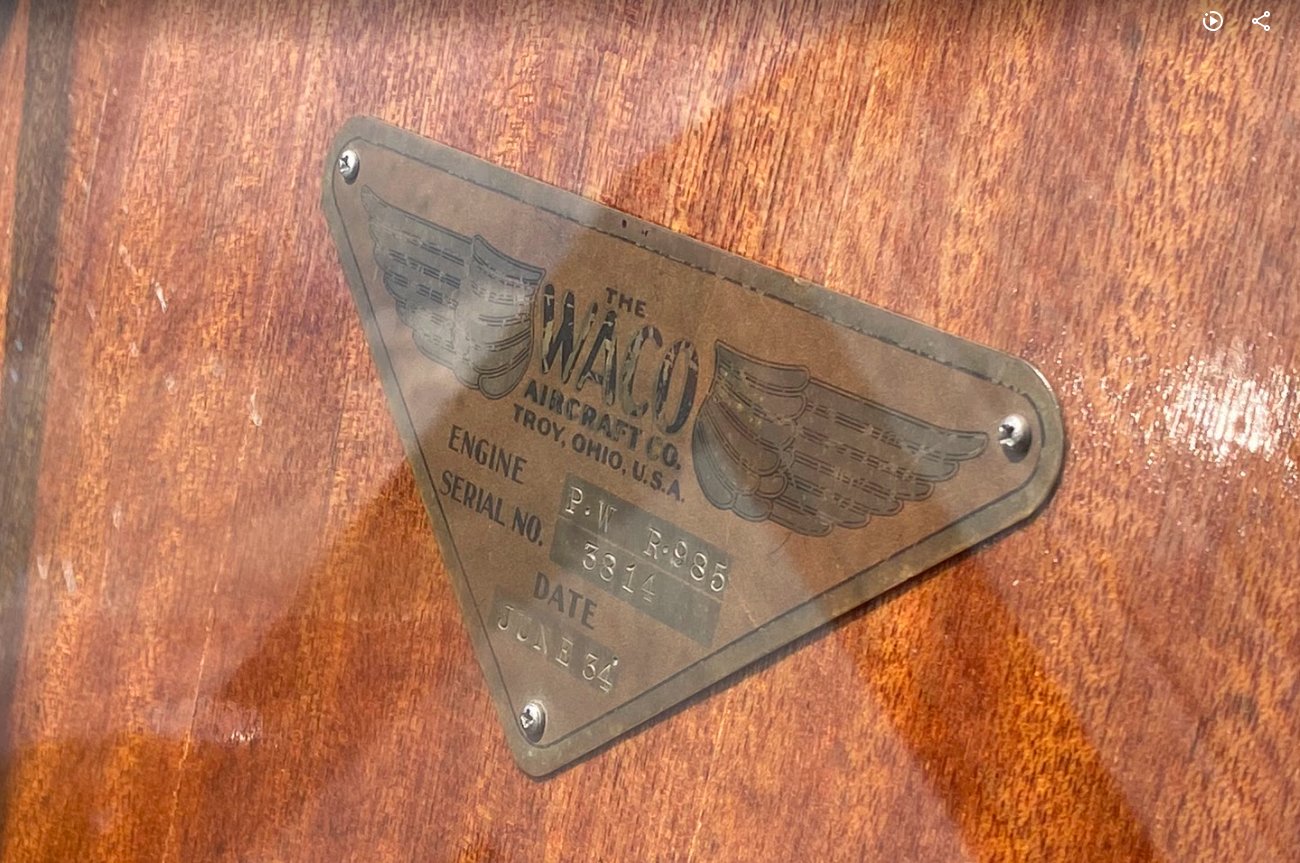 THE
WACO
AIRCRAFT CO.
TROY, OHIO, U.S.A.
ENGINE P.W R.985
SERIAL NO. 3814
DATE
JUNE 34